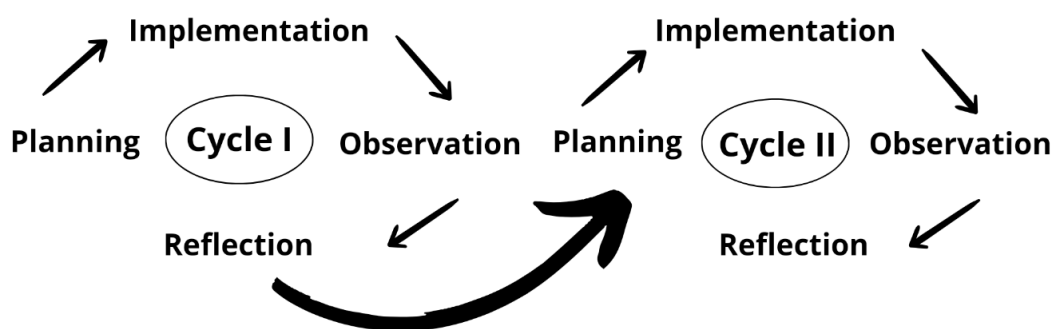 Implementation
Planning
Cycle I
Observation
Reflection
Implementation
Planning
Cycle II
Observation
Reflection